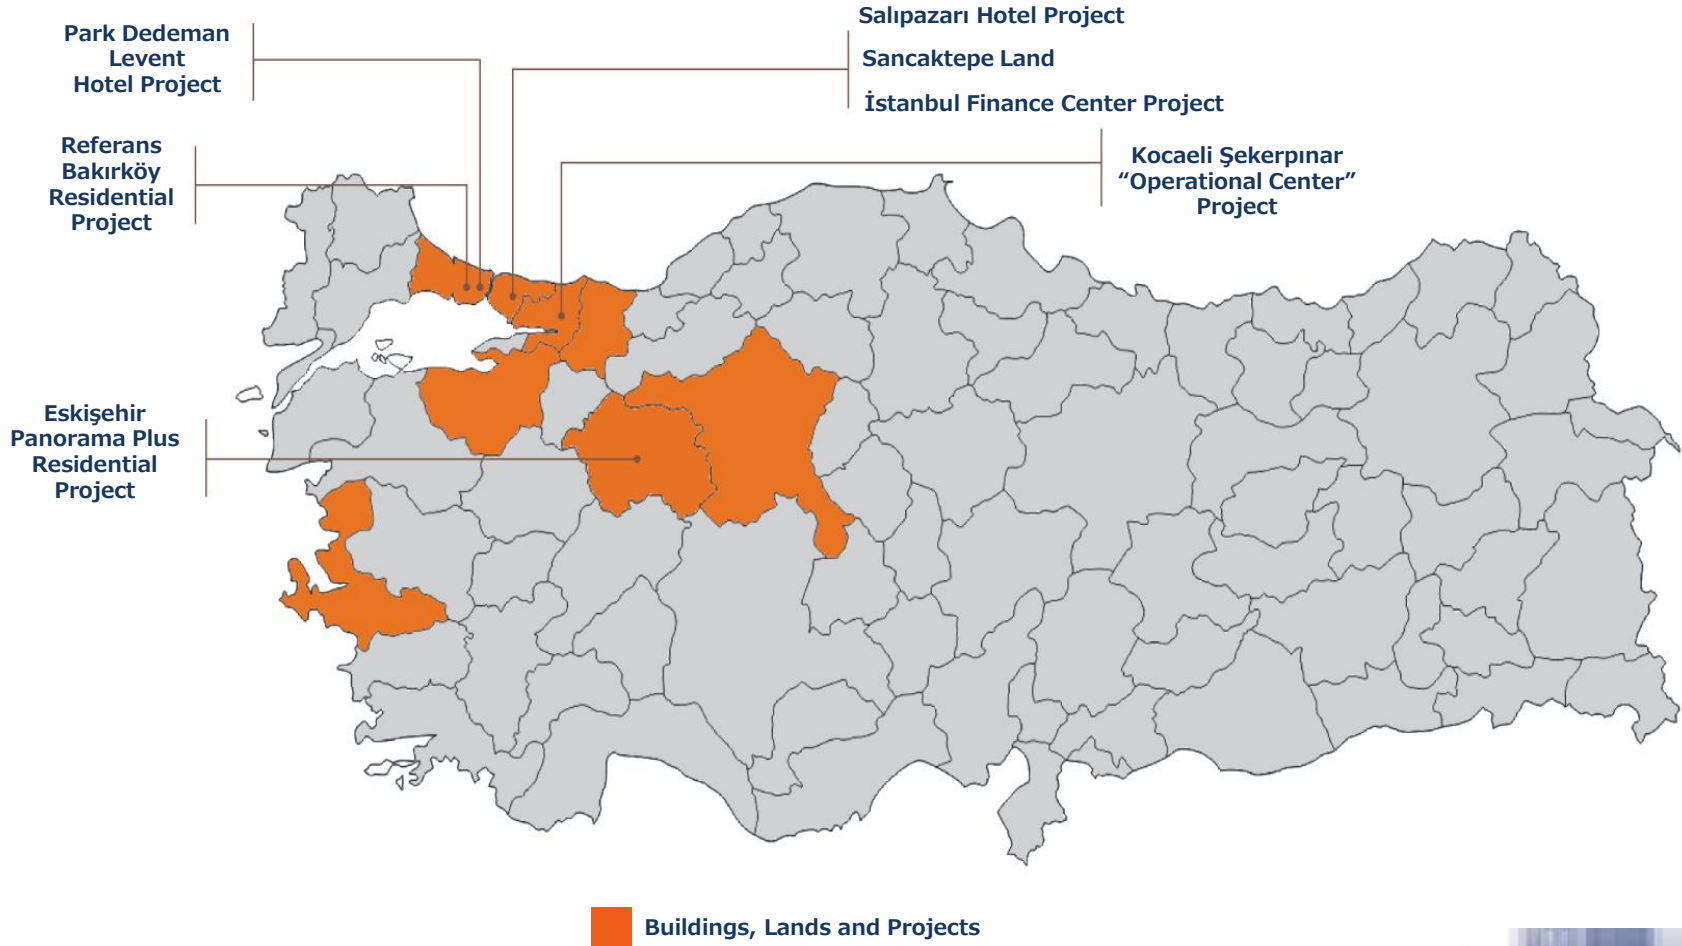 Park Dedeman
Levent
Hotel Project
Salıpazarı Hotel Project
Sancaktepe Land
İstanbul Finance Center Project
Referans
Bakırköy
Residential
Project
Kocaeli Şekerpınar
“Operational Center”
Project
Eskişehir
Panorama Plus
Residential
Project
Buildings, Lands and Projects